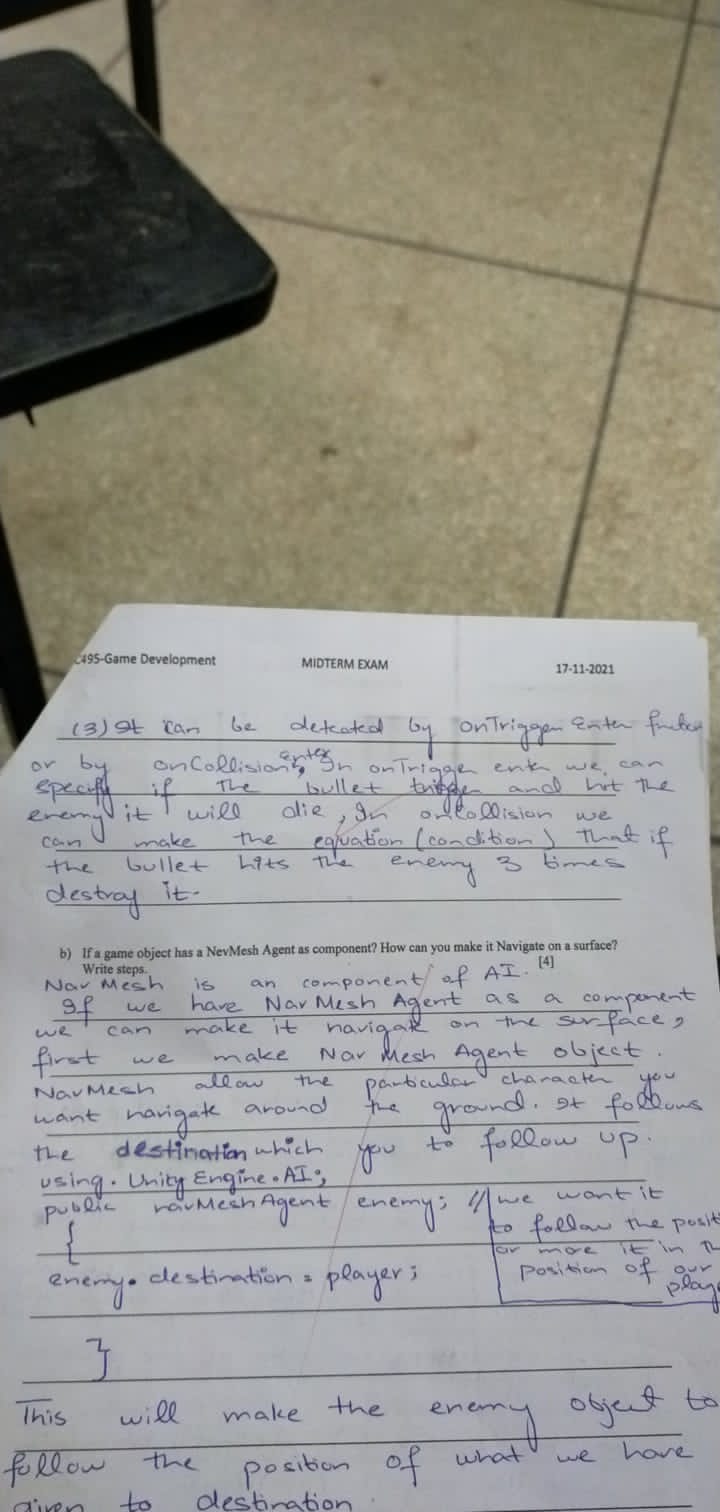 C495-Game Development MIDTERM EXAM 17-11-2021
(3) It can be detected by onTrigger Enter
or by onCollision Enter, In onTrigger enter we can
specify if The bullet trigger and hit the
enemy it will die, In onCollision we
can make the equation (condition) that if
the bullet hits the enemy 3 times
destroy it.
b) If a game object has a NevMesh Agent as component? How can you make it Navigate on a surface?
Write steps. [4]
Nav Mesh is an component of AI.
If we have Nav Mesh Agent as a component
we can make it navigate on the surface,
first we make Nav Mesh Agent object.
NavMesh allow the particular character you
want navigate around the ground. It follows
the destination which you to follow up.
using. Unity Engine.AI;
public navMeshAgent enemy; // we want it
{ to follow the posit
or move it in th
enemy. destination = player; position of our
play
}
This will make the enemy object to
follow the position of what we have
given to destination